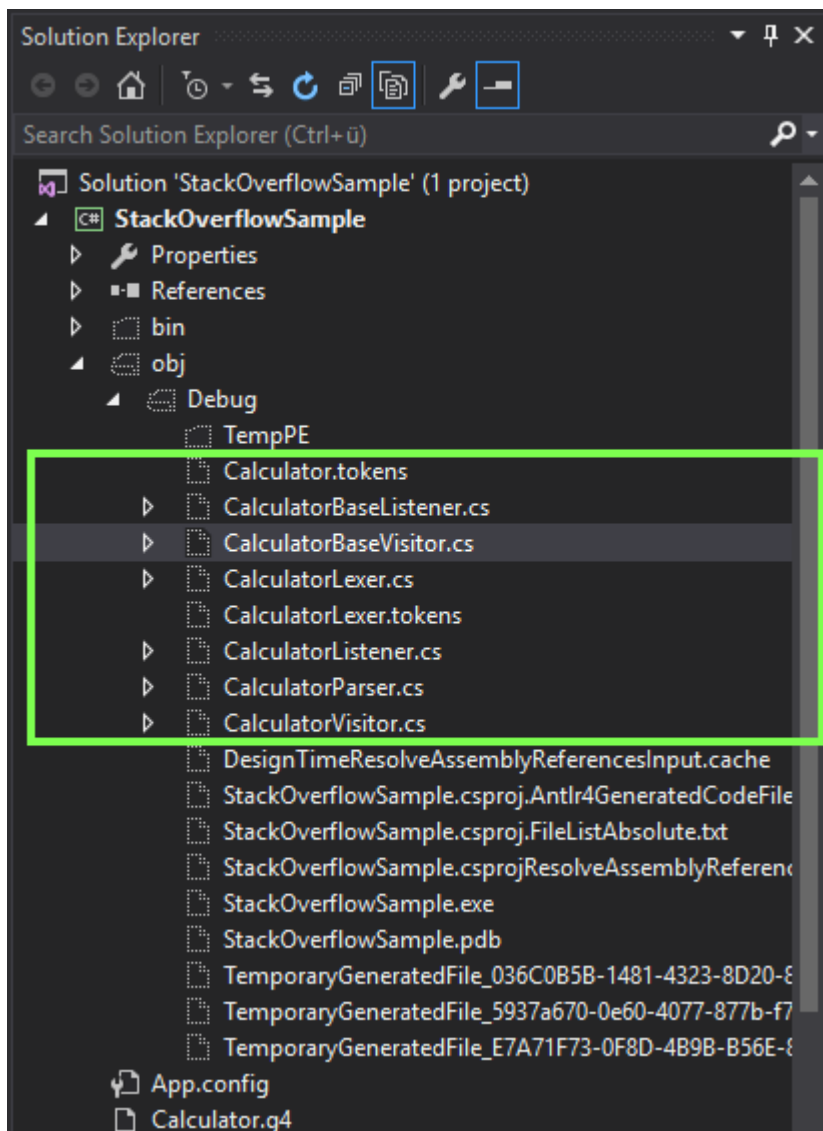 Solution Explorer
Search Solution Explorer (Ctrl+ü)
Solution 'StackOverflowSample' (1 project)
C# StackOverflowSample
Properties
References
bin
obj
Debug
TempPE
Calculator.tokens
CalculatorBaseListener.cs
CalculatorBaseVisitor.cs
CalculatorLexer.cs
CalculatorLexer.tokens
CalculatorListener.cs
CalculatorParser.cs
CalculatorVisitor.cs
DesignTimeResolveAssemblyReferencesInput.cache
StackOverflowSample.csproj.Antlr4GeneratedCodeFile
StackOverflowSample.csproj.FileListAbsolute.txt
StackOverflowSample.csprojResolveAssemblyReferenc
StackOverflowSample.exe
StackOverflowSample.pdb
TemporaryGeneratedFile_036C0B5B-1481-4323-8D20-8
TemporaryGeneratedFile_5937a670-0e60-4077-877b-f7
TemporaryGeneratedFile_E7A71F73-0F8D-4B9B-B56E-8
App.config
Calculator.g4